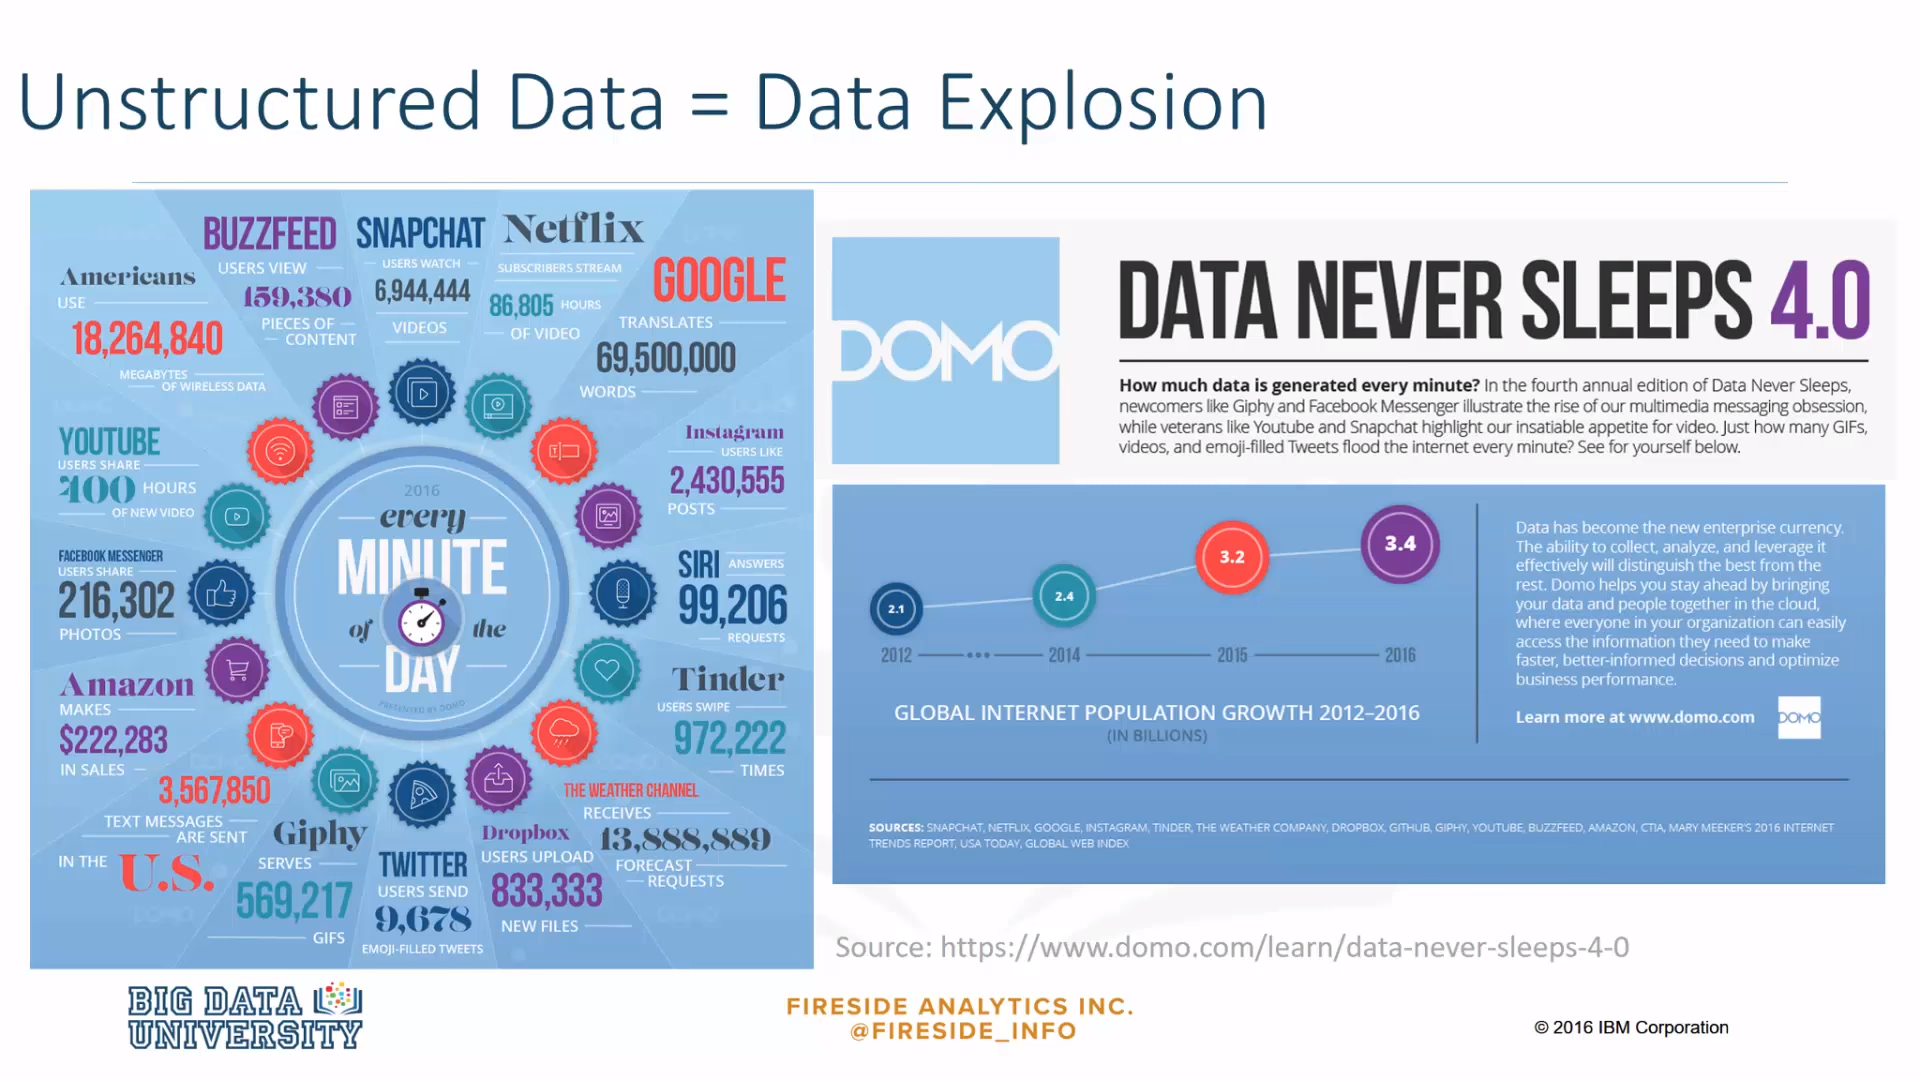 Unstructured Data = Data Explosion
Americans
USE
18,264,840
MEGABYTES
OF WIRELESS DATA
BUZZFEED
USERS VIEW
159,380
PIECES OF
CONTENT
SNAPCHAT
USERS WATCH
6,944,444
VIDEOS
Netflix
SUBSCRIBERS STREAM
86,805 HOURS
OF VIDEO
GOOGLE
TRANSLATES
69,500,000
WORDS
Instagram
USERS LIKE
2,430,555
POSTS
SIRI ANSWERS
99,206
REQUESTS
Tinder
USERS SWIPE
972,222
TIMES
THE WEATHER CHANNEL
RECEIVES
13,888,889
FORECAST
REQUESTS
Dropbox
USERS UPLOAD
833,333
NEW FILES
TWITTER
USERS SEND
9,678
EMOJI-FILLED TWEETS
Giphy
SERVES
569,217
GIFS
3,567,850
TEXT MESSAGES
ARE SENT
IN THE U.S.
Amazon
MAKES
$222,283
IN SALES
FACEBOOK MESSENGER
USERS SHARE
216,302
PHOTOS
YOUTUBE
USERS SHARE
400 HOURS
OF NEW VIDEO
2016
every
MINUTE
of the
DAY
PRESENTED BY DOMO
DOMO
DATA NEVER SLEEPS 4.0
How much data is generated every minute? In the fourth annual edition of Data Never Sleeps,
newcomers like Giphy and Facebook Messenger illustrate the rise of our multimedia messaging obsession,
while veterans like Youtube and Snapchat highlight our insatiable appetite for video. Just how many GIFs,
videos, and emoji-filled Tweets flood the internet every minute? See for yourself below.
2.1
2.4
3.2
3.4
2012 ••• 2014 2015 2016
GLOBAL INTERNET POPULATION GROWTH 2012–2016
(IN BILLIONS)
Data has become the new enterprise currency.
The ability to collect, analyze, and leverage it
effectively will distinguish the best from the
rest. Domo helps you stay ahead by bringing
your data and people together in the cloud,
where everyone in your organization can easily
access the information they need to make
faster, better-informed decisions and optimize
business performance.
Learn more at www.domo.com
DOMO
SOURCES: SNAPCHAT, NETFLIX, GOOGLE, INSTAGRAM, TINDER, THE WEATHER COMPANY, DROPBOX, GITHUB, GIPHY, YOUTUBE, BUZZFEED, AMAZON, CTIA, MARY MEEKER'S 2016 INTERNET
TRENDS REPORT, USA TODAY, GLOBAL WEB INDEX
Source: https://www.domo.com/learn/data-never-sleeps-4-0
BIG DATA
UNIVERSITY
FIRESIDE ANALYTICS INC.
@FIRESIDE_INFO
© 2016 IBM Corporation